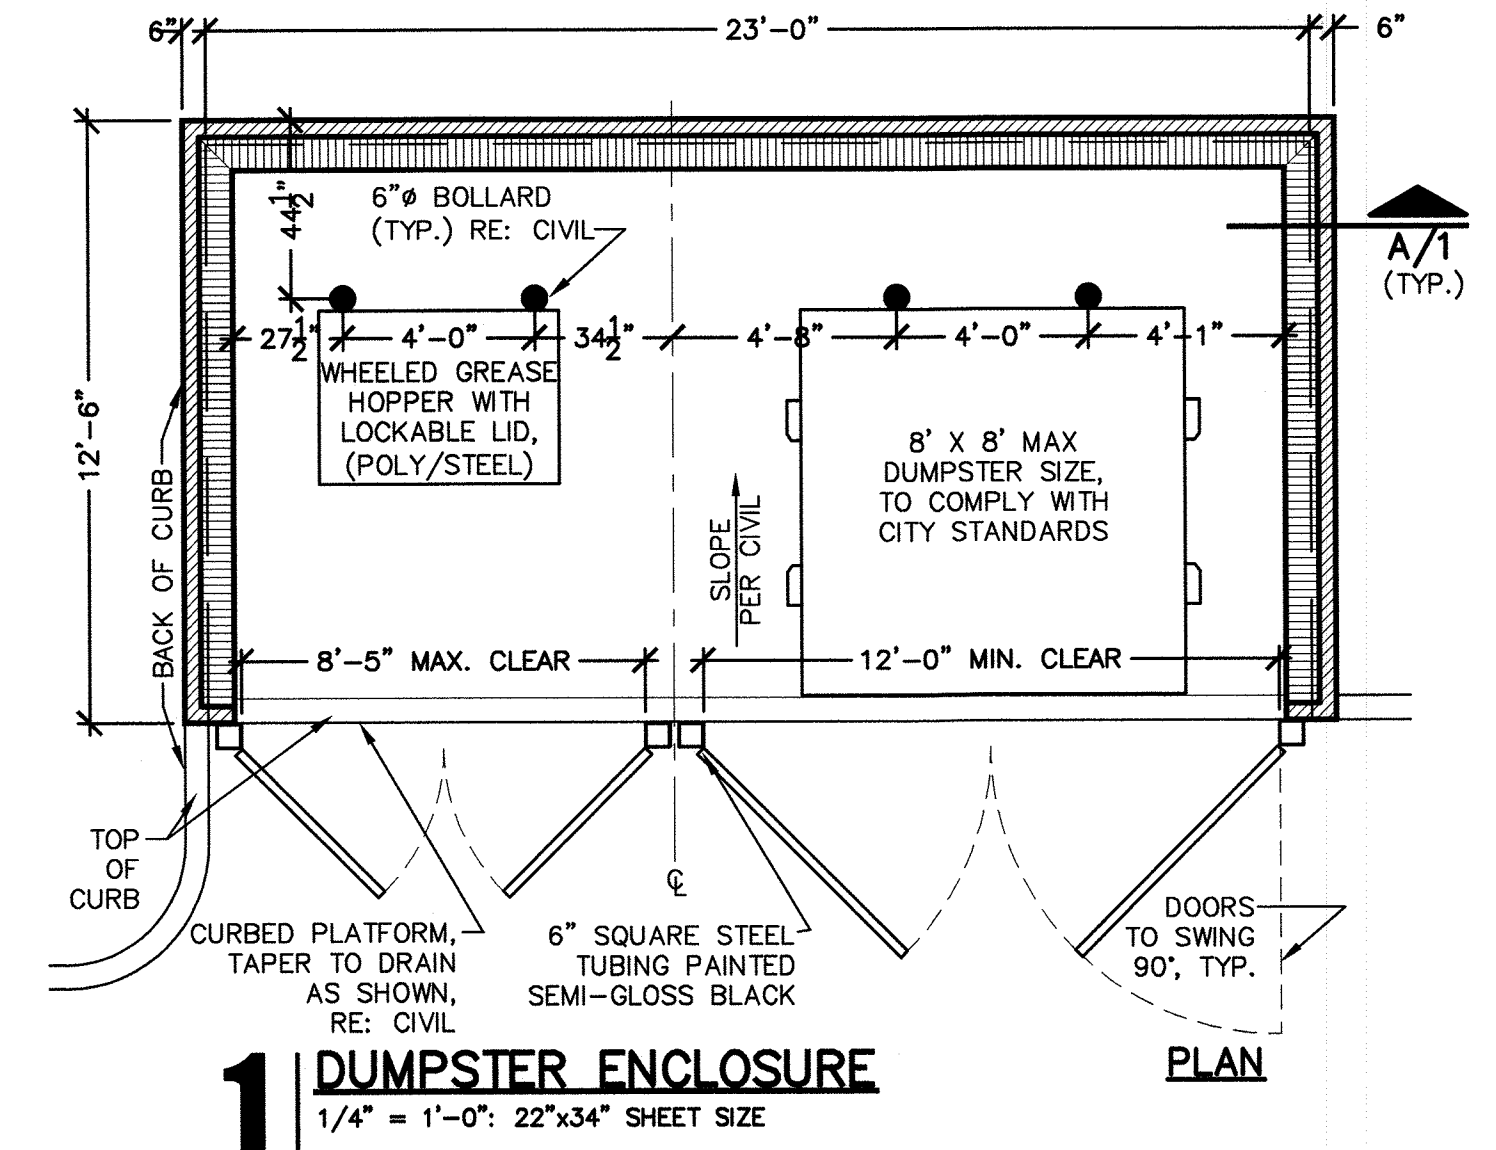 6" 23'-0" 6"
12'-6"
44 1/2"
6"ø BOLLARD
(TYP.) RE: CIVIL
A/1
(TYP.)
27 1/2" 4'-0" 34 1/2" 4'-8" 4'-0" 4'-1"
WHEELED GREASE
HOPPER WITH
LOCKABLE LID,
(POLY/STEEL)
8' X 8' MAX
DUMPSTER SIZE,
TO COMPLY WITH
CITY STANDARDS
BACK OF CURB
SLOPE
PER CIVIL
8'-5" MAX. CLEAR
12'-0" MIN. CLEAR
TOP
OF
CURB
CURBED PLATFORM,
TAPER TO DRAIN
AS SHOWN,
RE: CIVIL
℄
6" SQUARE STEEL
TUBING PAINTED
SEMI-GLOSS BLACK
DOORS
TO SWING
90°, TYP.
1
DUMPSTER ENCLOSURE
1/4" = 1'-0": 22"x34" SHEET SIZE
PLAN